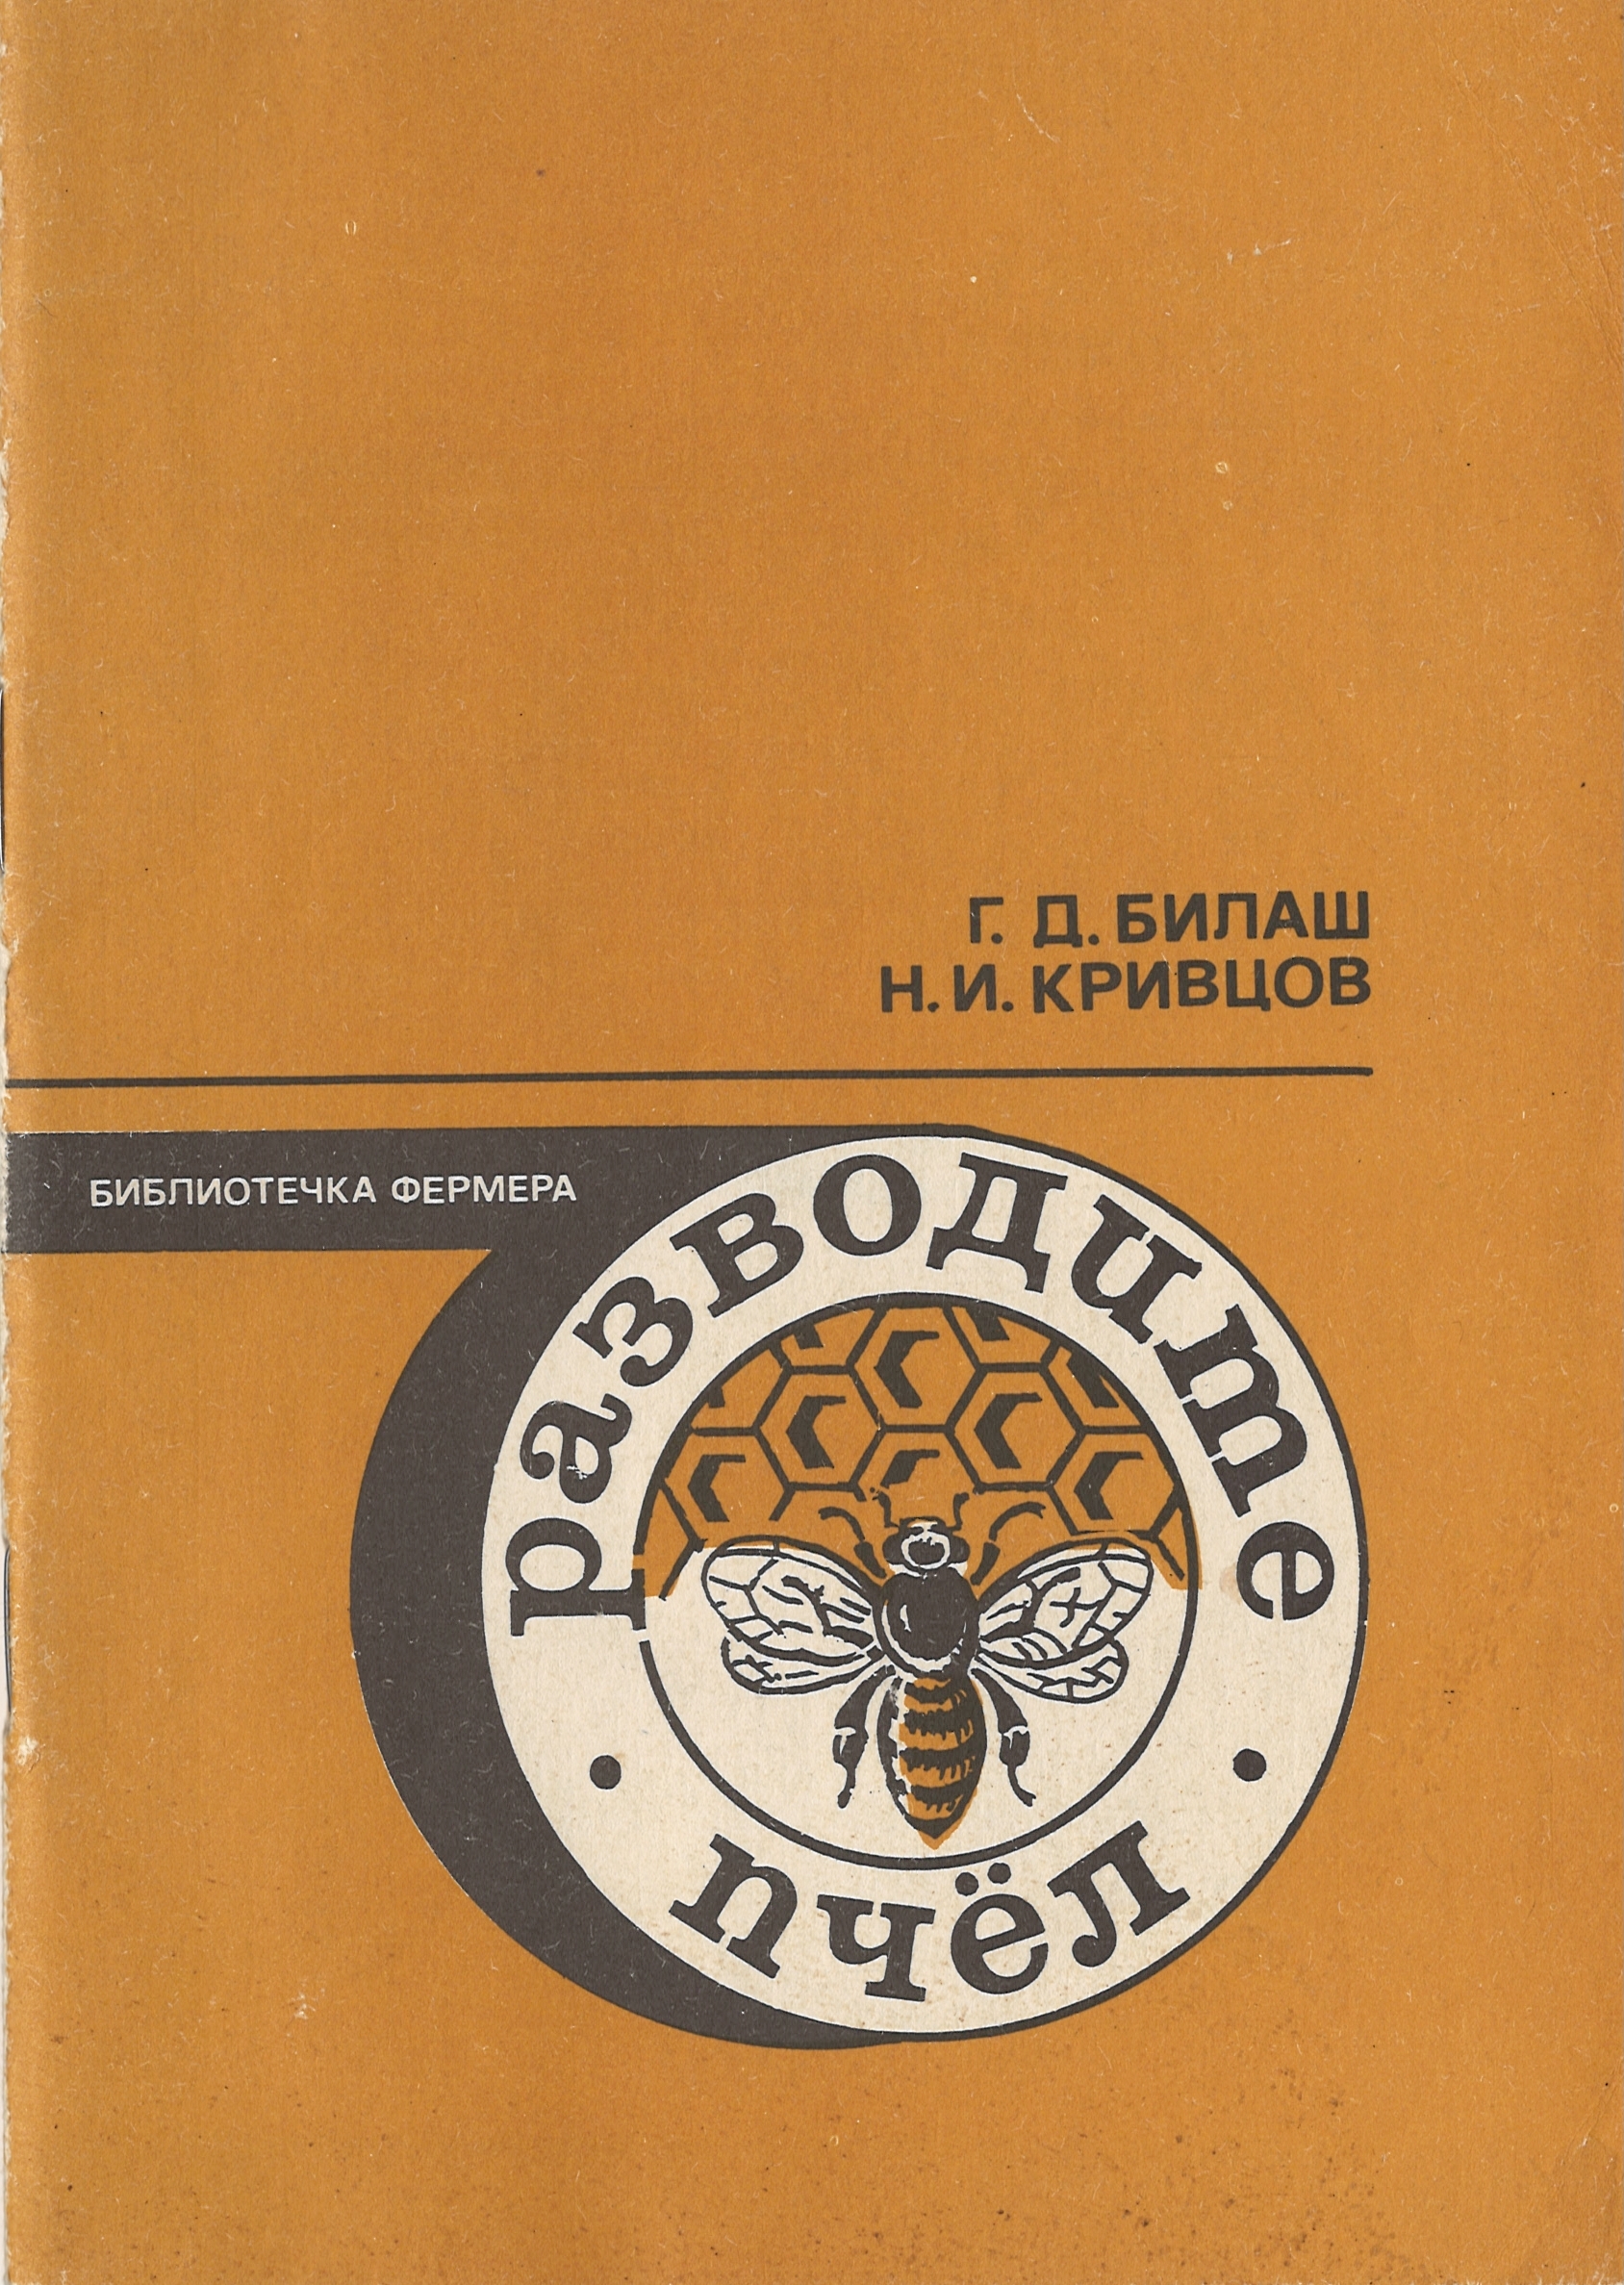 Г. Д. БИЛАШ
Н. И. КРИВЦОВ
БИБЛИОТЕЧКА ФЕРМЕРА
разводите
пчёл